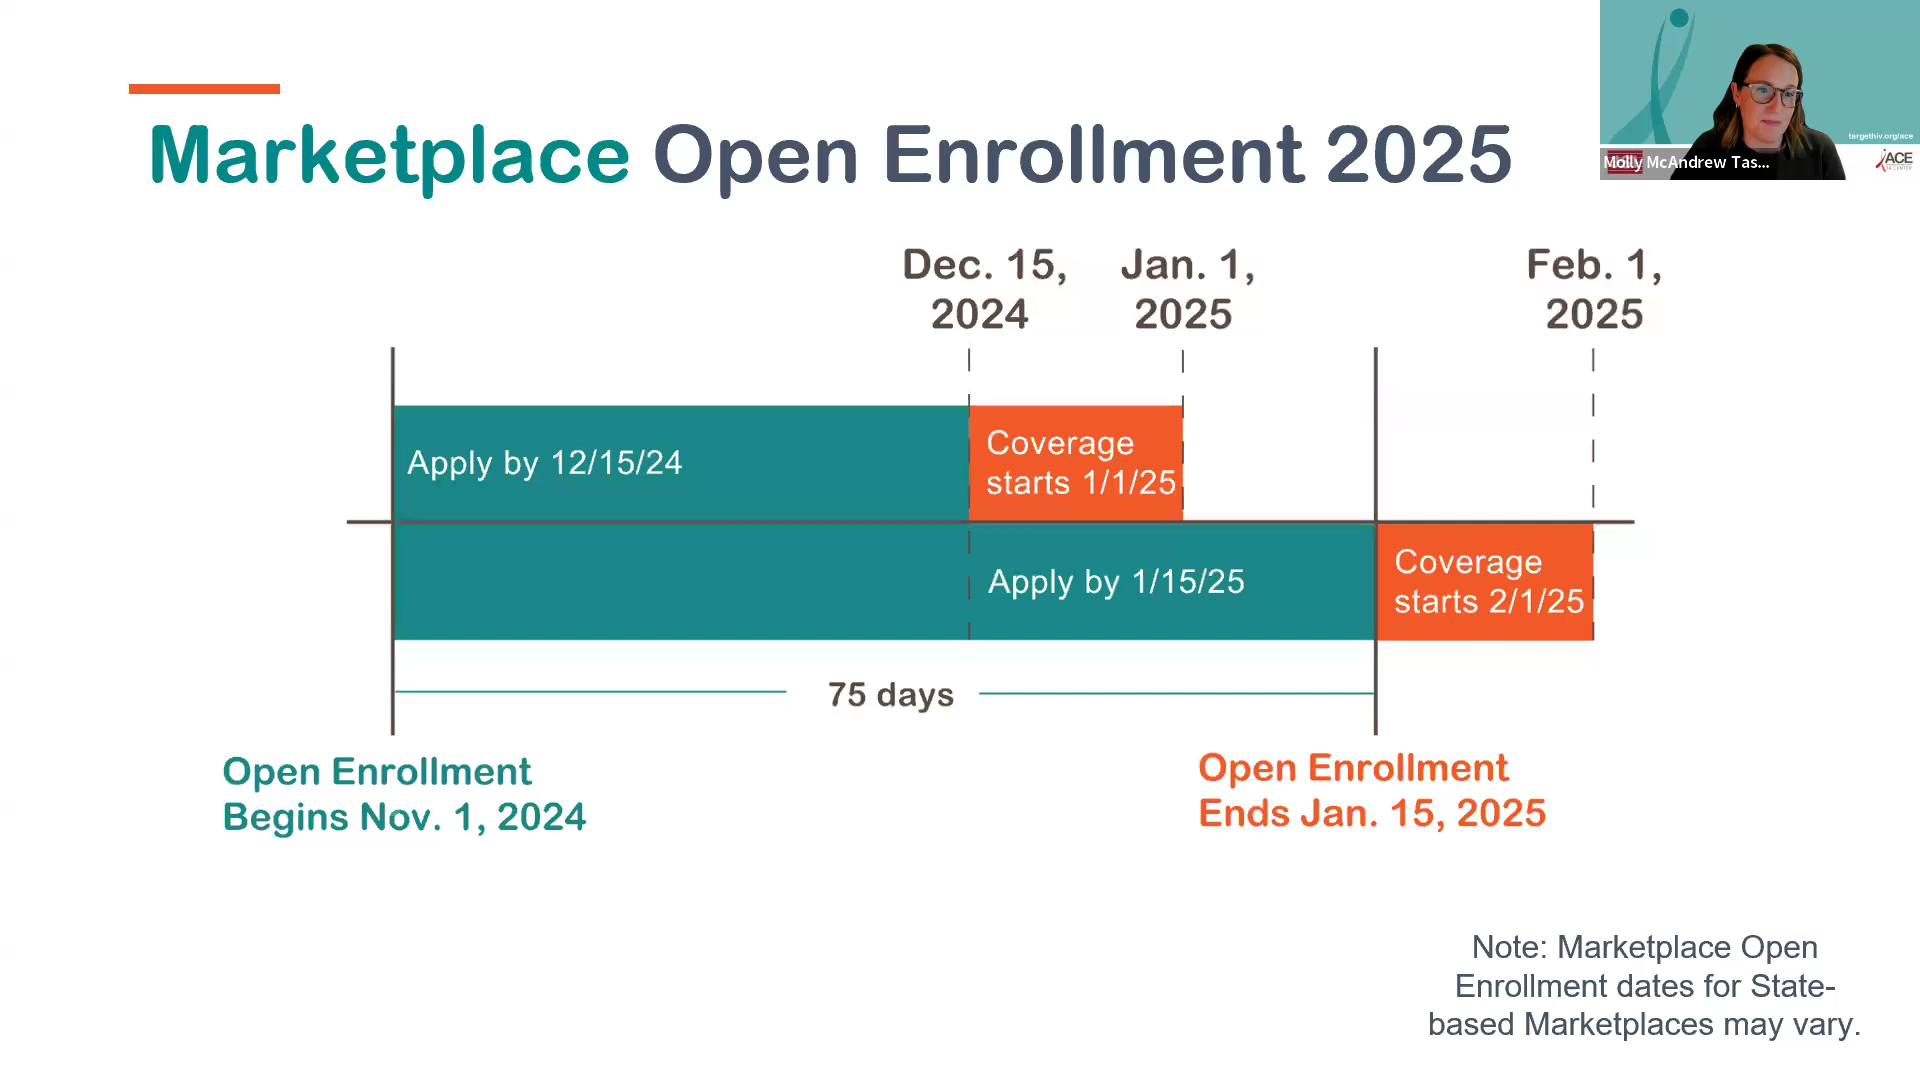 Marketplace Open Enrollment 2025
targethiv.org/ace
Molly McAndrew Tas...
ACE
TA CENTER
Dec. 15,
2024
Jan. 1,
2025
Feb. 1,
2025
Apply by 12/15/24
Coverage
starts 1/1/25
Apply by 1/15/25
Coverage
starts 2/1/25
75 days
Open Enrollment
Begins Nov. 1, 2024
Open Enrollment
Ends Jan. 15, 2025
Note: Marketplace Open
Enrollment dates for State-
based Marketplaces may vary.